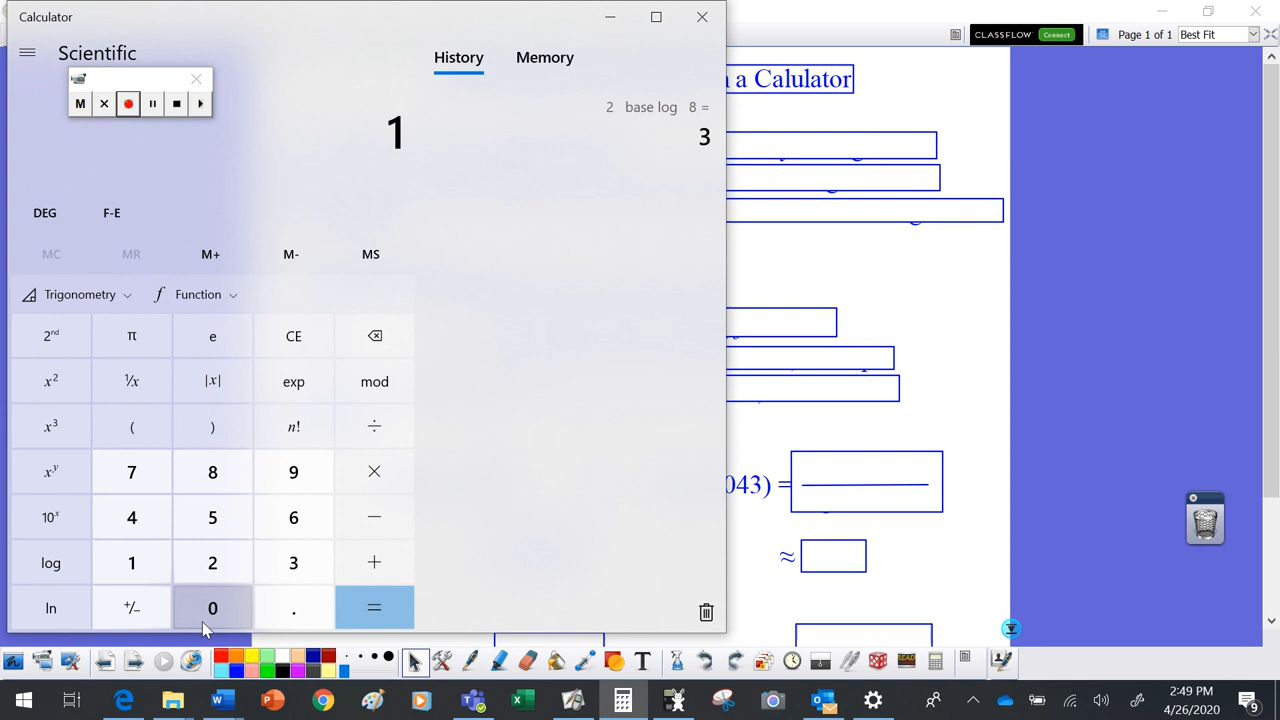 Calculator
CLASSFLOW Connect
Page 1 of 1
Best Fit
Scientific
History
Memory
a Calulator
M
2 base log 8 =
1
3
DEG
F-E
MC
MR
M+
M-
MS
Trigonometry
f Function
2ⁿᵈ
π
e
CE
x²
¹/x
|x|
exp
mod
x³
(
)
n!
÷
xʸ
7
8
9
×
043) =
10ˣ
4
5
6
−
log
1
2
3
+
≈
ln
+/−
0
.
=
T
2:49 PM
4/26/2020
9